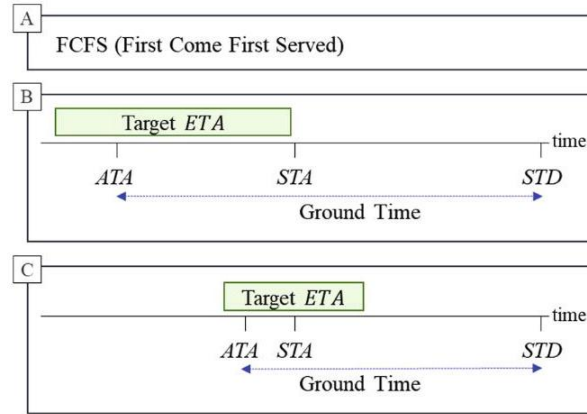 A
FCFS (First Come First Served)
B
Target ETA
time
ATA STA STD
Ground Time
C
Target ETA
time
ATA STA STD
Ground Time